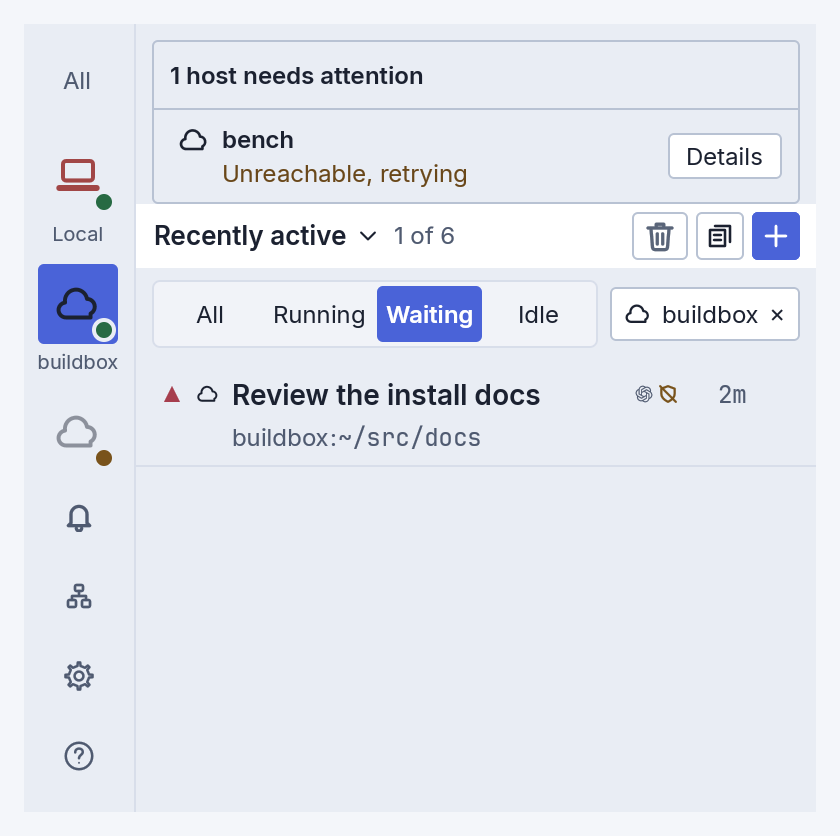 All
Local
buildbox
1 host needs attention
bench
Unreachable, retrying
Details
Recently active 1 of 6
All Running Waiting Idle
buildbox ×
Review the install docs 2m
buildbox:~/src/docs